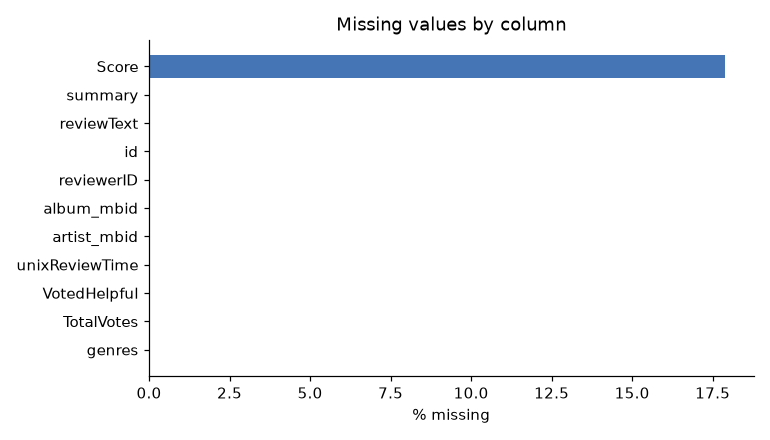 Missing values by column
Score
summary
reviewText
id
reviewerID
album_mbid
artist_mbid
unixReviewTime
VotedHelpful
TotalVotes
genres
0.0 2.5 5.0 7.5 10.0 12.5 15.0 17.5
% missing